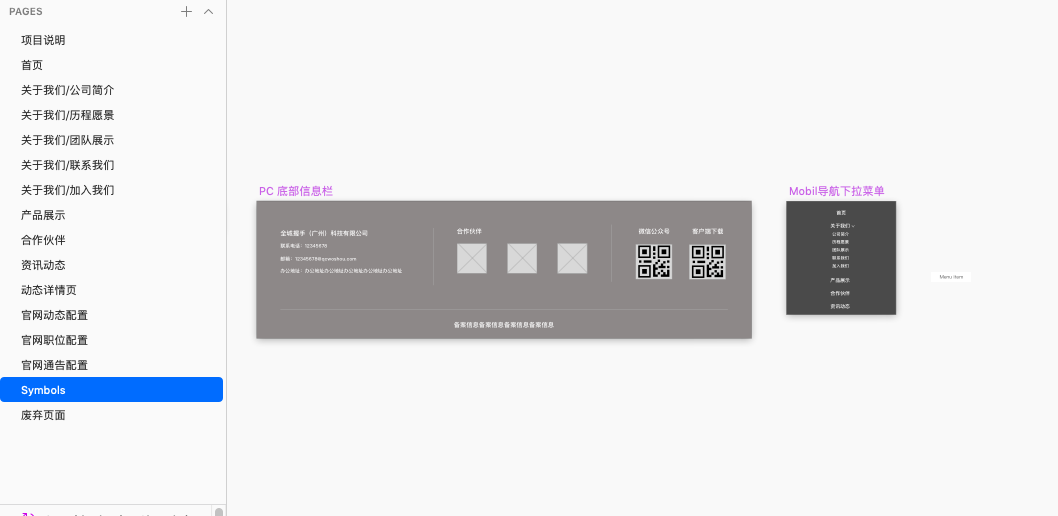 PAGES
项目说明
首页
关于我们/公司简介
关于我们/历程愿景
关于我们/团队展示
关于我们/联系我们
关于我们/加入我们
产品展示
合作伙伴
资讯动态
动态详情页
官网动态配置
官网职位配置
官网通告配置
Symbols
废弃页面
PC 底部信息栏
全城握手（广州）科技有限公司
联系电话：12345678
邮箱：12345678@qcwoshou.com
办公地址：办公地址办公地址办公地址办公地址办公地址
合作伙伴
微信公众号
客户端下载
备案信息备案信息备案信息备案信息
Mobil导航下拉菜单
首页
关于我们
公司简介
历程愿景
团队展示
联系我们
加入我们
产品展示
合作伙伴
资讯动态
Menu Item